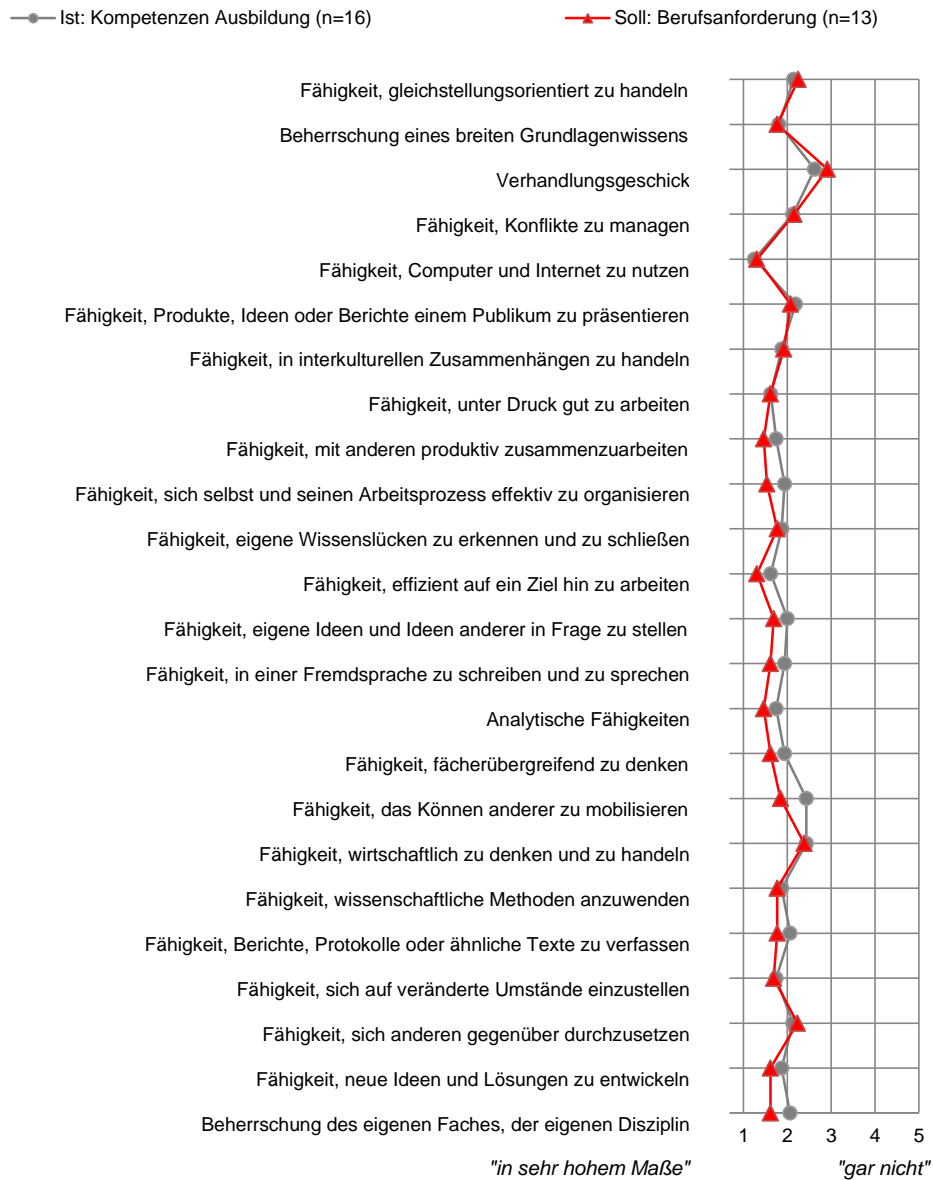 Ist: Kompetenzen Ausbildung (n=16) Soll: Berufsanforderung (n=13)
Fähigkeit, gleichstellungsorientiert zu handeln
Beherrschung eines breiten Grundlagenwissens
Verhandlungsgeschick
Fähigkeit, Konflikte zu managen
Fähigkeit, Computer und Internet zu nutzen
Fähigkeit, Produkte, Ideen oder Berichte einem Publikum zu präsentieren
Fähigkeit, in interkulturellen Zusammenhängen zu handeln
Fähigkeit, unter Druck gut zu arbeiten
Fähigkeit, mit anderen produktiv zusammenzuarbeiten
Fähigkeit, sich selbst und seinen Arbeitsprozess effektiv zu organisieren
Fähigkeit, eigene Wissenslücken zu erkennen und zu schließen
Fähigkeit, effizient auf ein Ziel hin zu arbeiten
Fähigkeit, eigene Ideen und Ideen anderer in Frage zu stellen
Fähigkeit, in einer Fremdsprache zu schreiben und zu sprechen
Analytische Fähigkeiten
Fähigkeit, fächerübergreifend zu denken
Fähigkeit, das Können anderer zu mobilisieren
Fähigkeit, wirtschaftlich zu denken und zu handeln
Fähigkeit, wissenschaftliche Methoden anzuwenden
Fähigkeit, Berichte, Protokolle oder ähnliche Texte zu verfassen
Fähigkeit, sich auf veränderte Umstände einzustellen
Fähigkeit, sich anderen gegenüber durchzusetzen
Fähigkeit, neue Ideen und Lösungen zu entwickeln
Beherrschung des eigenen Faches, der eigenen Disziplin
1 2 3 4 5
"in sehr hohem Maße" "gar nicht"